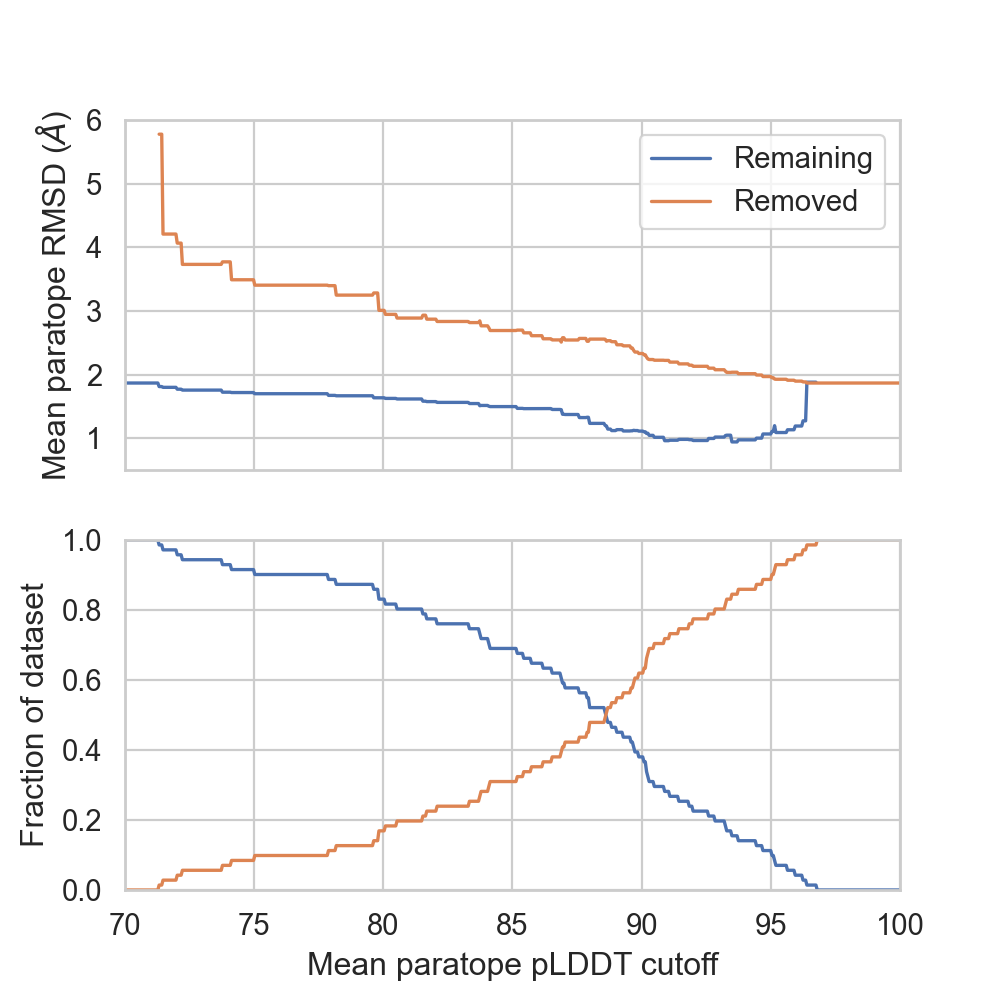 Mean paratope RMSD (Å)
6
5
4
3
2
1
Remaining
Removed
Fraction of dataset
1.0
0.8
0.6
0.4
0.2
0.0
70 75 80 85 90 95 100
Mean paratope pLDDT cutoff